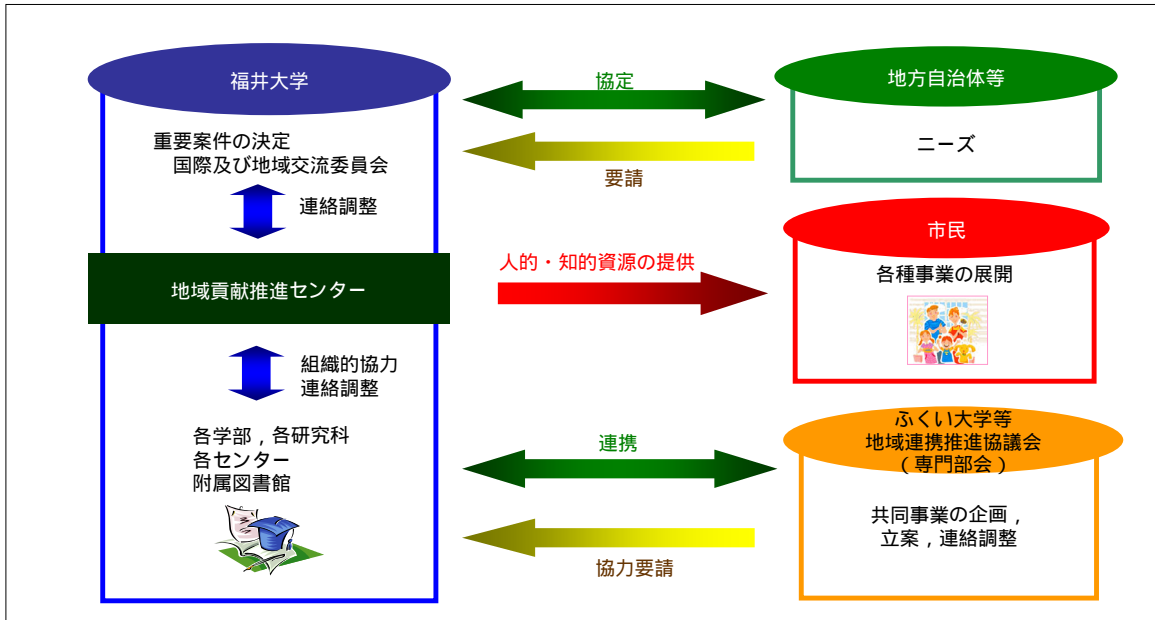 福井大学
重要案件の決定
国際及び地域交流委員会
連絡調整
地域貢献推進センター
組織的協力
連絡調整
各学部，各研究科
各センター
附属図書館
協定
要請
人的・知的資源の提供
連携
協力要請
地方自治体等
ニーズ
市民
各種事業の展開
ふくい大学等
地域連携推進協議会
（専門部会）
共同事業の企画，
立案，連絡調整